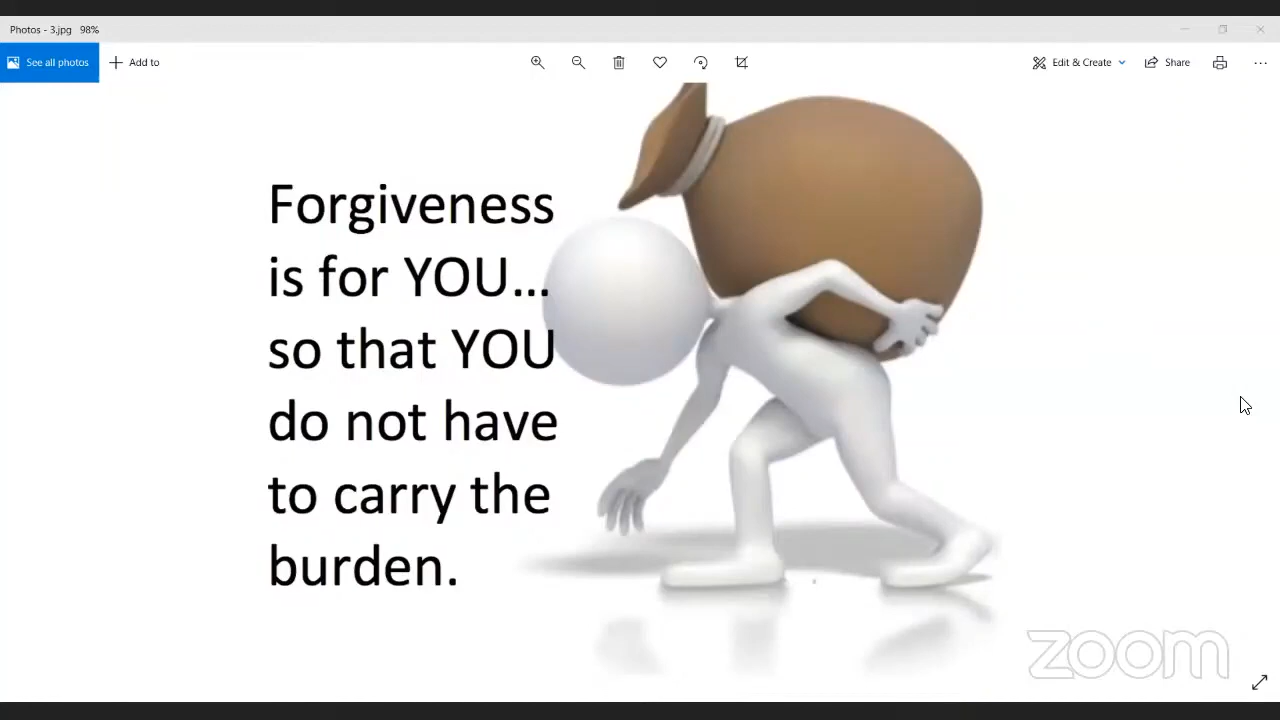 Photos - 3.jpg 98%
See all photos
Add to
Edit & Create
Share
Forgiveness
is for YOU...
so that YOU
do not have
to carry the
burden.
zoom